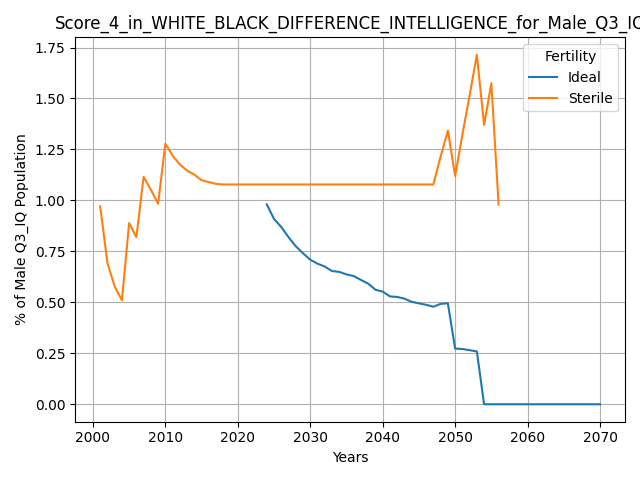 Score_4_in_WHITE_BLACK_DIFFERENCE_INTELLIGENCE_for_Male_Q3_IQ
Fertility
Ideal
Sterile
% of Male Q3_IQ Population
1.75
1.50
1.25
1.00
0.75
0.50
0.25
0.00
2000 2010 2020 2030 2040 2050 2060 2070
Years